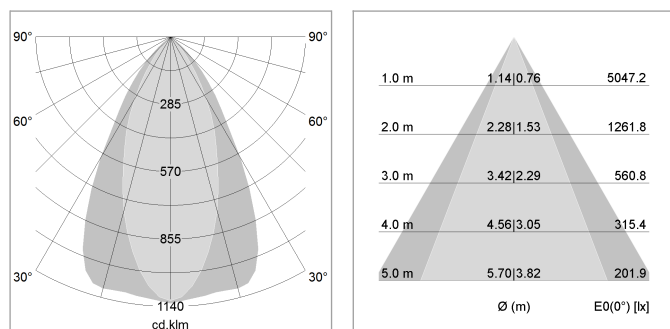 90° 90°
285
60° 60°
570
855
30° 30°
1140
cd.klm
1.0 m 1.14|0.76 5047.2
2.0 m 2.28|1.53 1261.8
3.0 m 3.42|2.29 560.8
4.0 m 4.56|3.05 315.4
5.0 m 5.70|3.82 201.9
Ø (m) E0(0°) [lx]